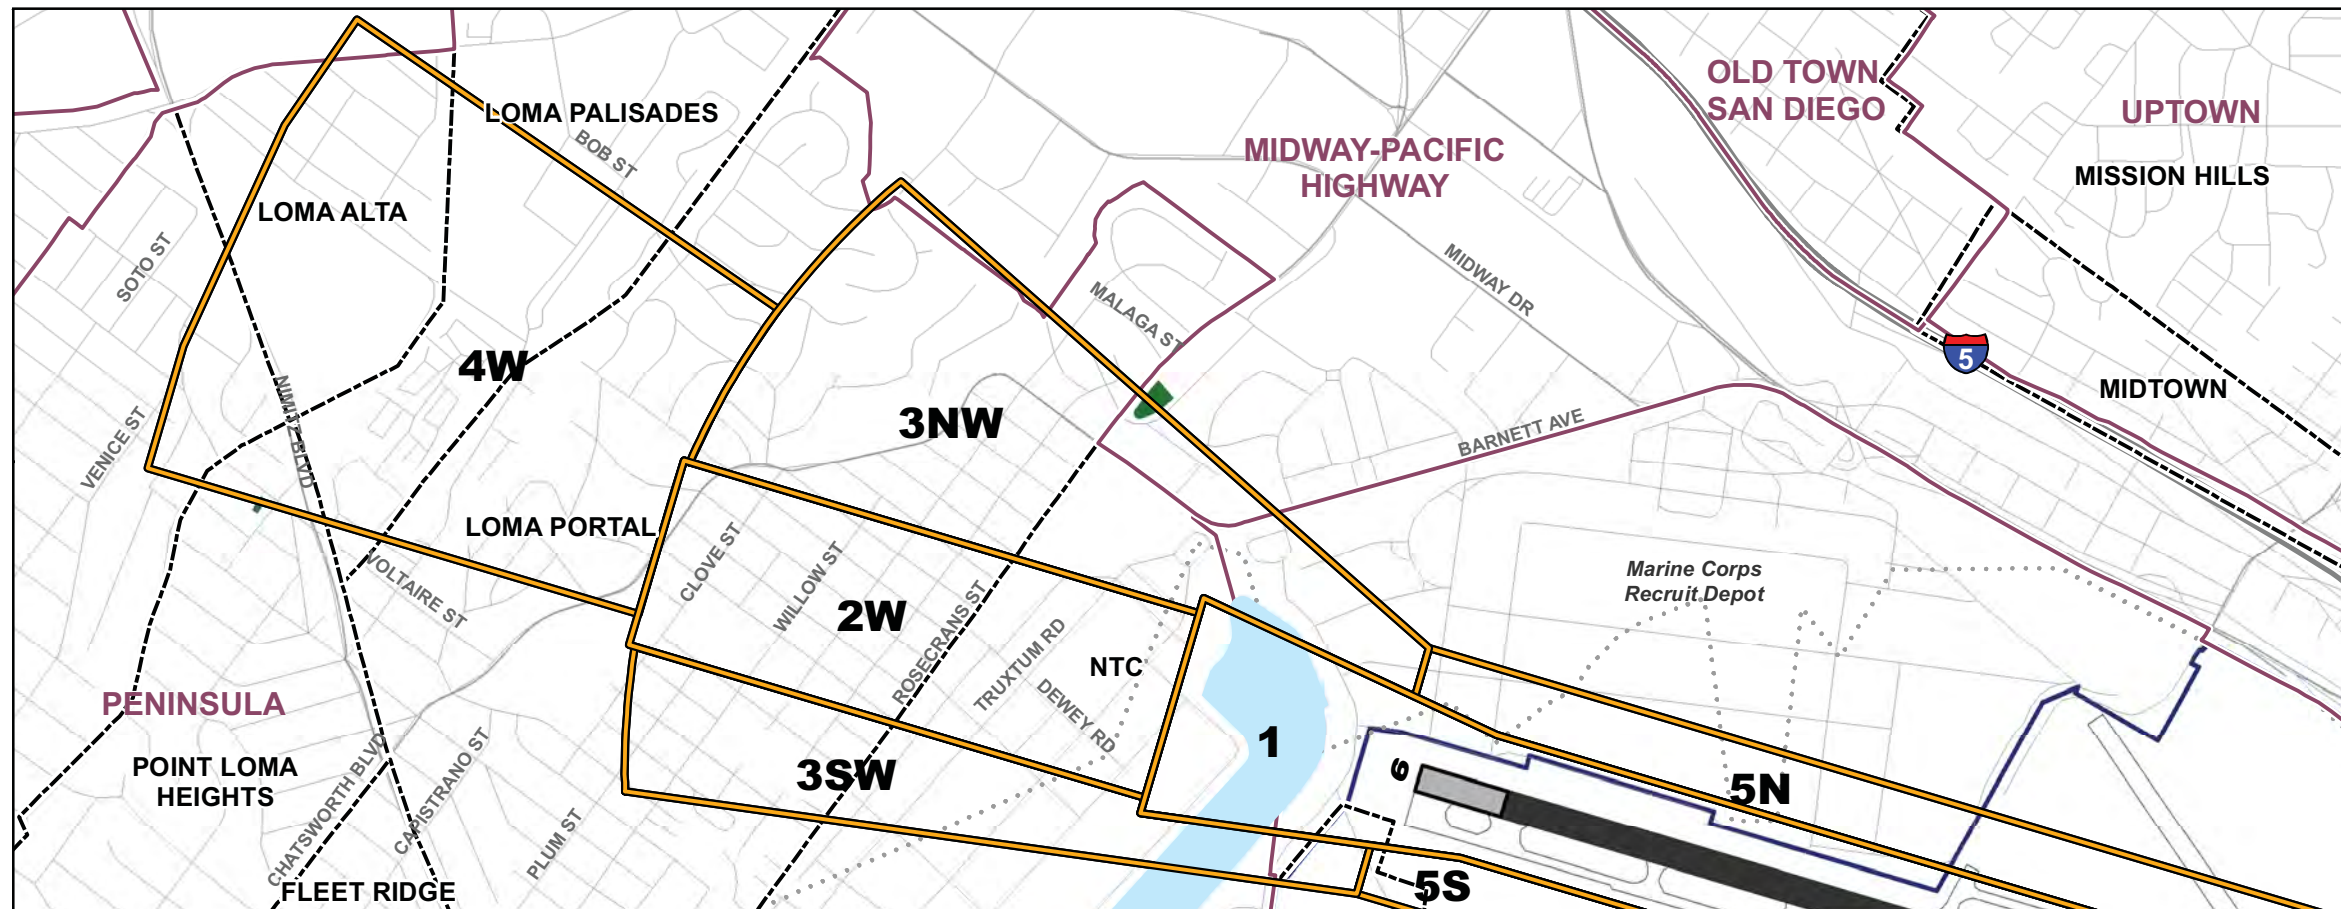 OLD TOWN
SAN DIEGO
UPTOWN
LOMA PALISADES
BOB ST
MIDWAY-PACIFIC
HIGHWAY
MISSION HILLS
LOMA ALTA
SOTO ST
MIDWAY DR
MALAGA ST
5
4W
MIDTOWN
NIMITZ BLVD
VENICE ST
3NW
BARNETT AVE
LOMA PORTAL
CLOVE ST
WILLOW ST
VOLTAIRE ST
Marine Corps
Recruit Depot
2W
ROSECRANS ST
TRUXTUM RD
NTC
DEWEY RD
PENINSULA
POINT LOMA
HEIGHTS
CHATSWORTH BLVD
CAPISTRANO ST
PLUM ST
3SW
1
9
5N
FLEET RIDGE
5S